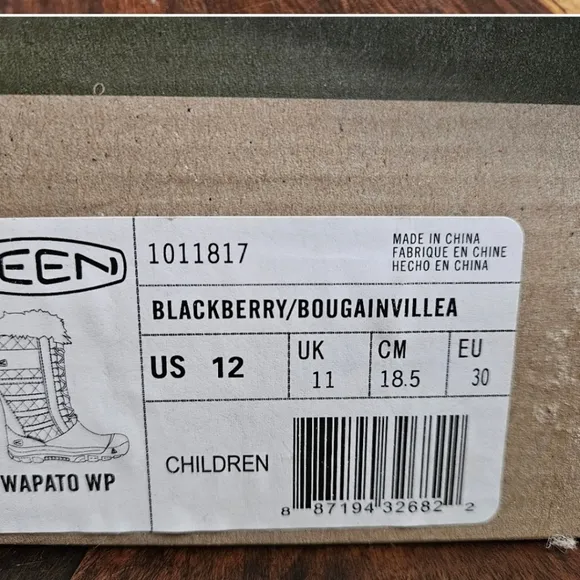 EEN
1011817
MADE IN CHINA
FABRIQUE EN CHINE
HECHO EN CHINA
BLACKBERRY/BOUGAINVILLEA
US 12
UK
11
CM
18.5
EU
30
WAPATO WP
CHILDREN
8 87194 32682 2